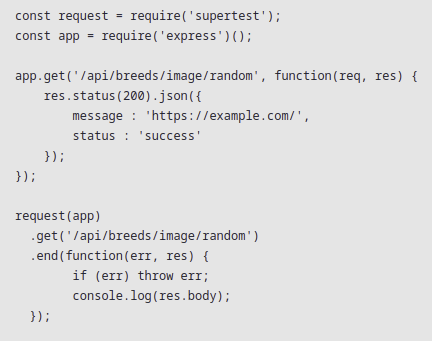 const request = require('supertest');
const app = require('express')();

app.get('/api/breeds/image/random', function(req, res) {
    res.status(200).json({
        message : 'https://example.com/',
        status : 'success'
    });
});

request(app)
  .get('/api/breeds/image/random')
  .end(function(err, res) {
        if (err) throw err;
        console.log(res.body);
  });